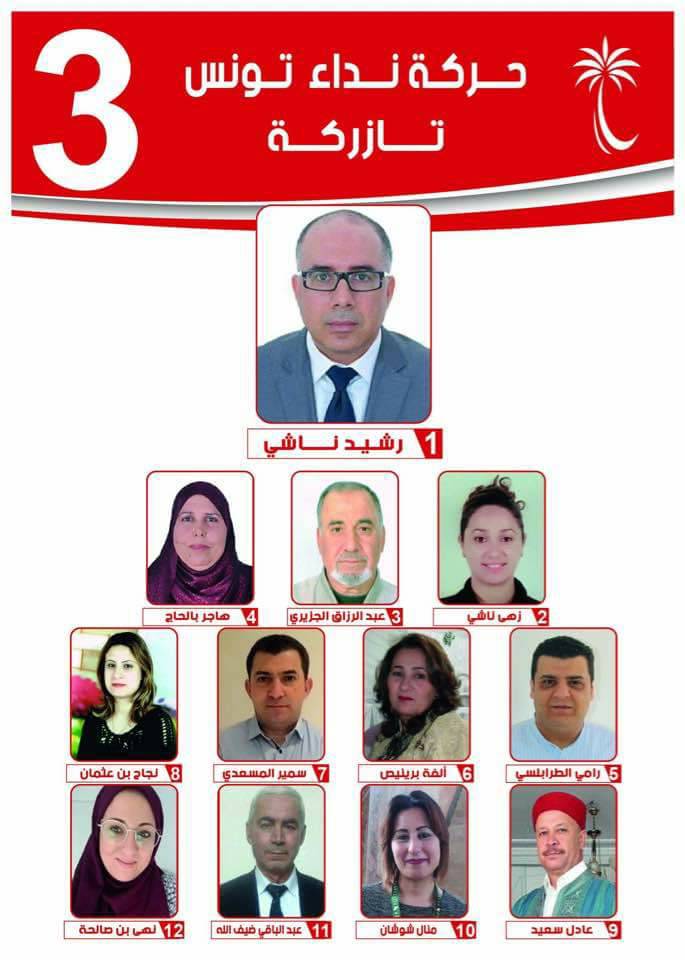 3
حركة نداء تونس
تازركة
1 رشيد ناشي
2 زهى ناشي
3 عبد الرزاق الجزيري
4 هاجر بالحاج
5 رامي الطرابلسي
6 ألفة برينيص
7 سمير المسعدي
8 نجاح بن عثمان
9 عادل سعيد
10 منال شوشان
11 عبد الباقي ضيف الله
12 نهى بن صالحة